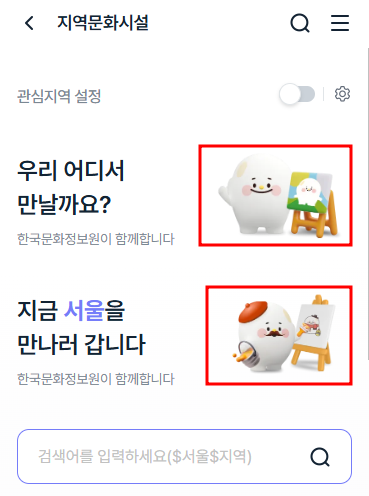 지역문화시설
관심지역 설정
우리 어디서
만날까요?
한국문화정보원이 함께합니다
지금 서울을
만나러 갑니다
한국문화정보원이 함께합니다
검색어를 입력하세요($서울$지역)